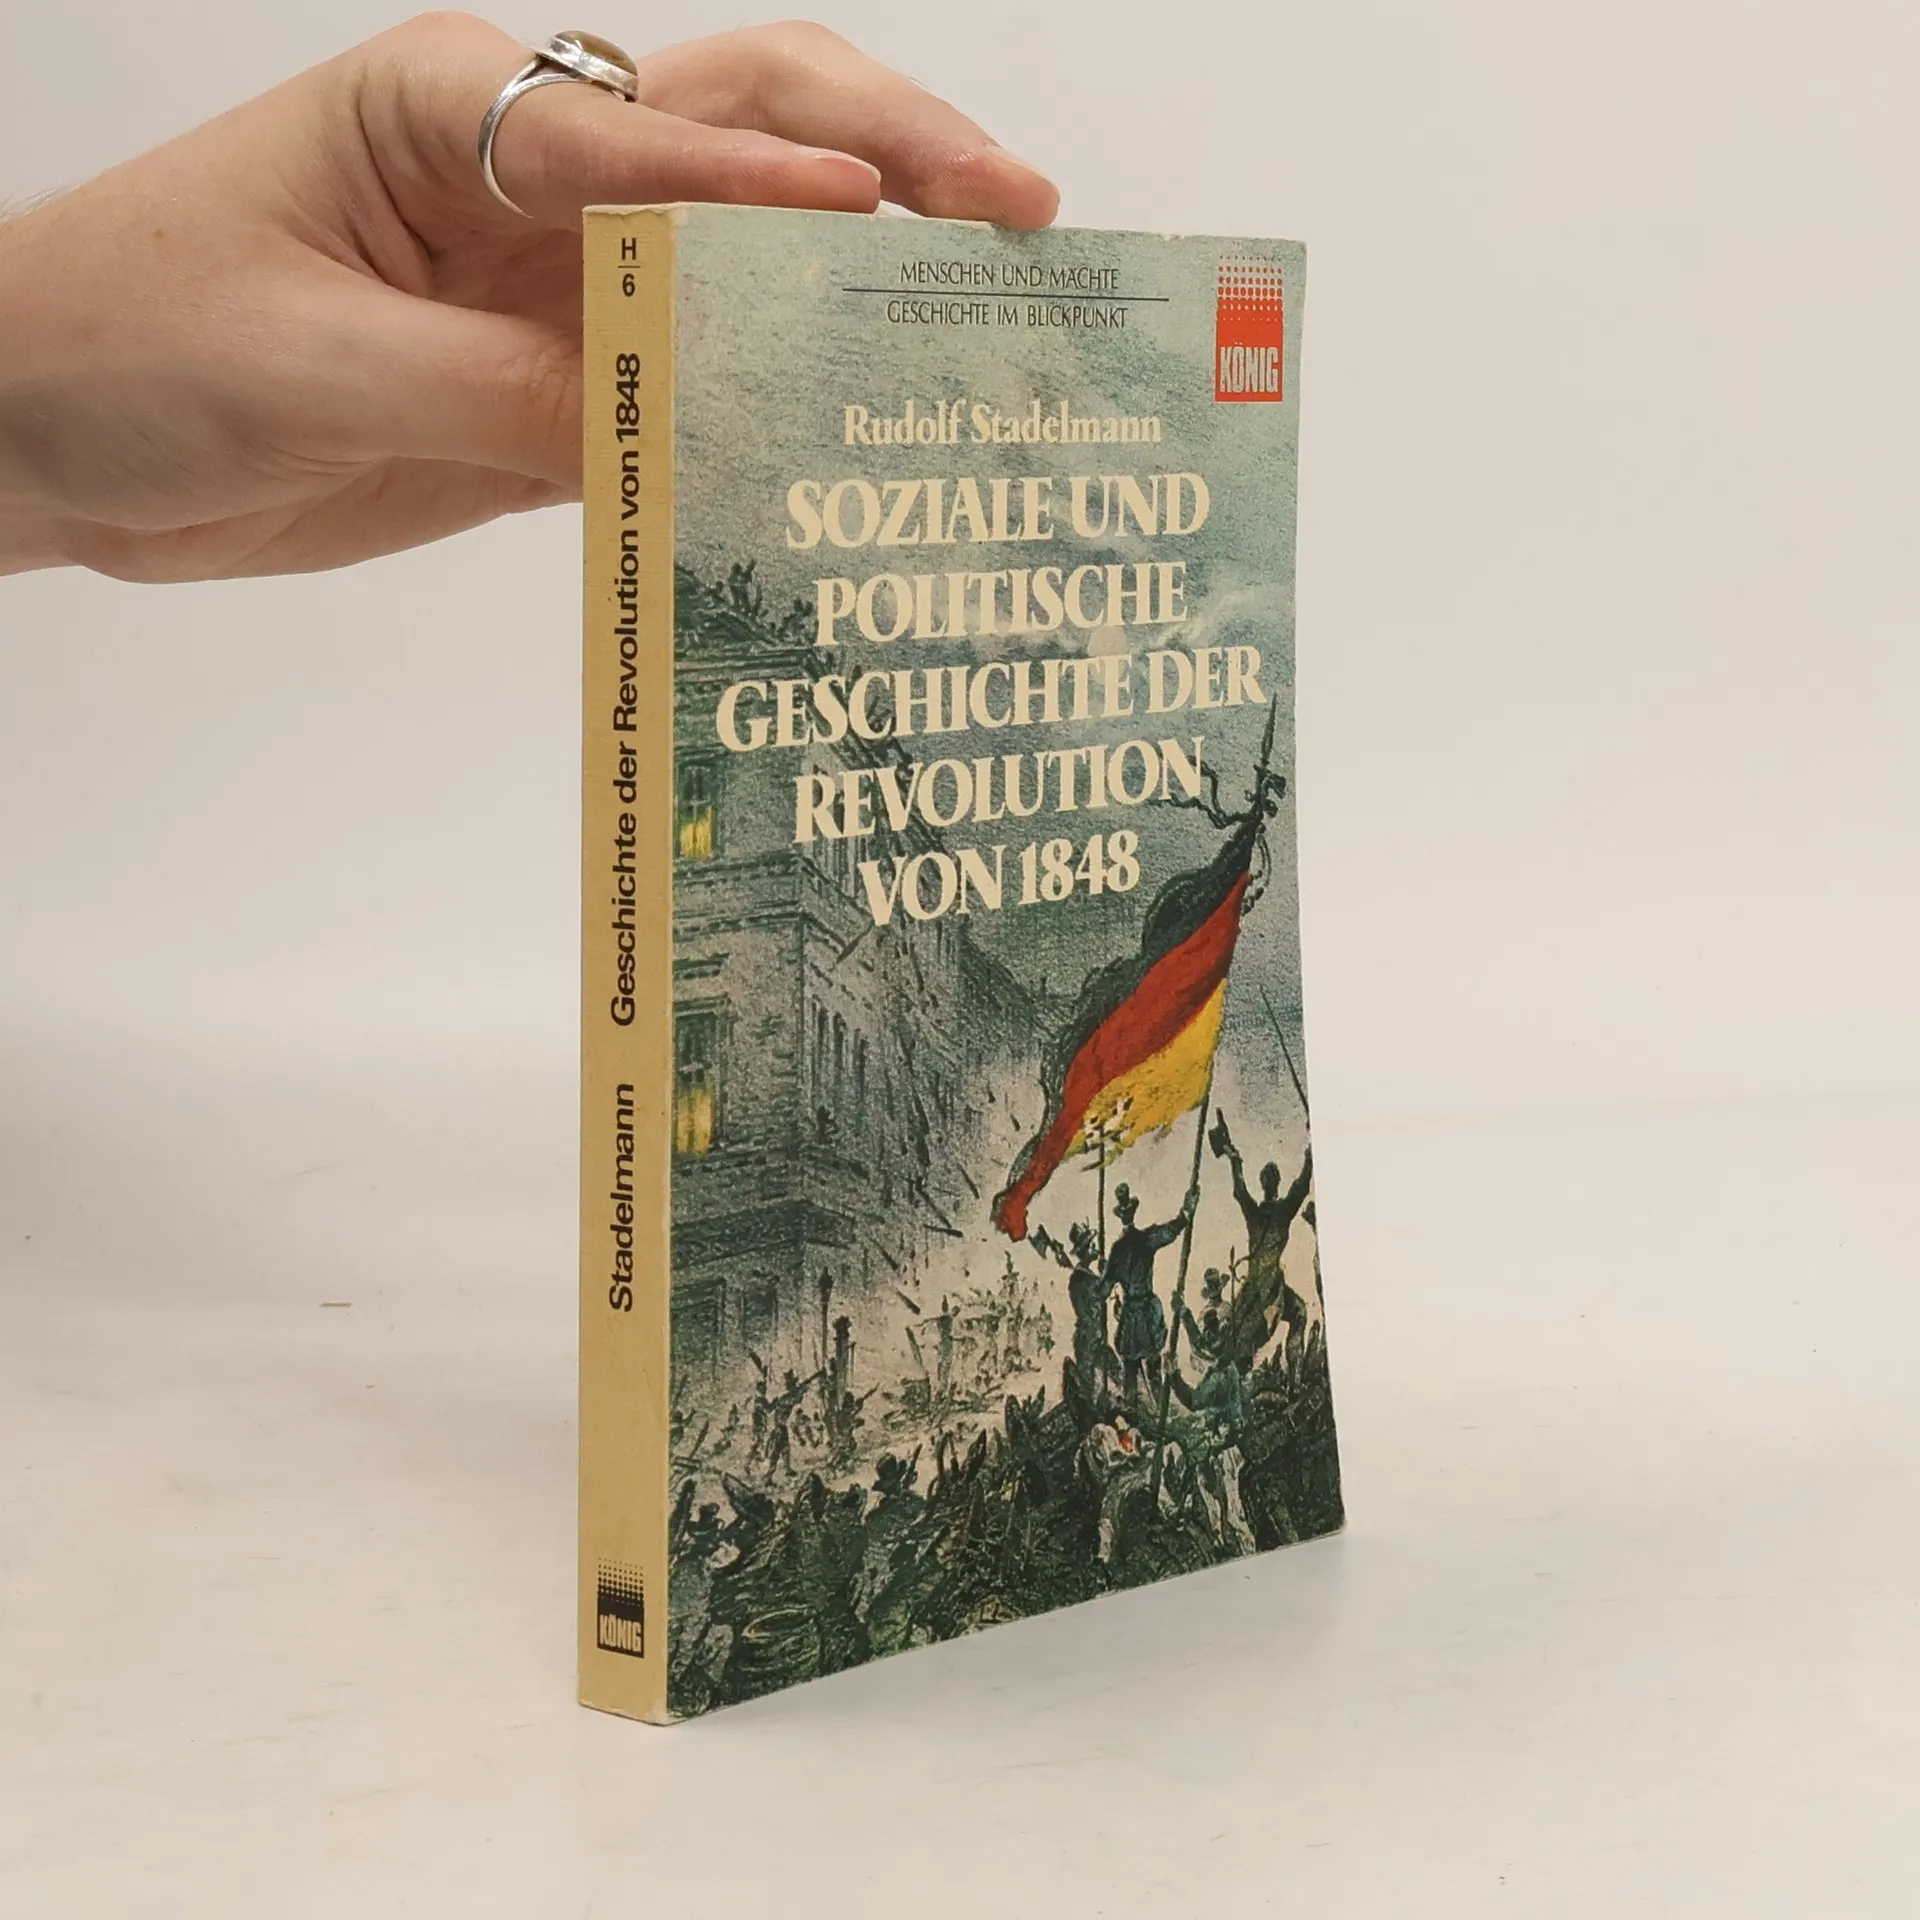 H
6
Stadelmann Geschichte der Revolution von 1848
KÖNIG
MENSCHEN UND MÄCHTE
GESCHICHTE IM BLICKPUNKT
KÖNIG
Rudolf Stadelmann
SOZIALE UND
POLITISCHE
GESCHICHTE DER
REVOLUTION
VON 1848